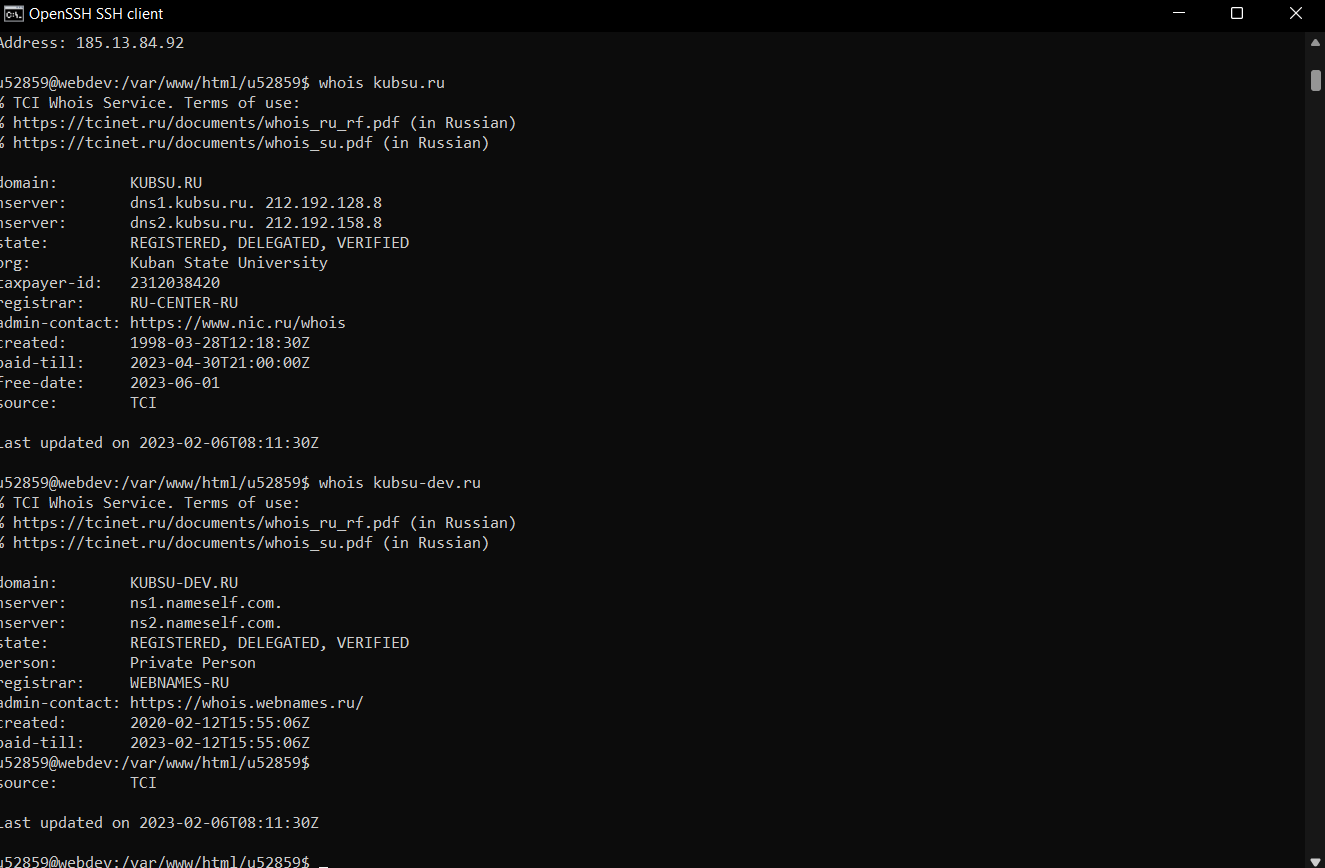 OpenSSH SSH client
Address: 185.13.84.92
u52859@webdev:/var/www/html/u52859$ whois kubsu.ru
% TCI Whois Service. Terms of use:
% https://tcinet.ru/documents/whois_ru_rf.pdf (in Russian)
% https://tcinet.ru/documents/whois_su.pdf (in Russian)
domain:        KUBSU.RU
nserver:       dns1.kubsu.ru. 212.192.128.8
nserver:       dns2.kubsu.ru. 212.192.158.8
state:         REGISTERED, DELEGATED, VERIFIED
org:           Kuban State University
taxpayer-id:   2312038420
registrar:     RU-CENTER-RU
admin-contact: https://www.nic.ru/whois
created:       1998-03-28T12:18:30Z
paid-till:     2023-04-30T21:00:00Z
free-date:     2023-06-01
source:        TCI
Last updated on 2023-02-06T08:11:30Z
u52859@webdev:/var/www/html/u52859$ whois kubsu-dev.ru
% TCI Whois Service. Terms of use:
% https://tcinet.ru/documents/whois_ru_rf.pdf (in Russian)
% https://tcinet.ru/documents/whois_su.pdf (in Russian)
domain:        KUBSU-DEV.RU
nserver:       ns1.nameself.com.
nserver:       ns2.nameself.com.
state:         REGISTERED, DELEGATED, VERIFIED
person:        Private Person
registrar:     WEBNAMES-RU
admin-contact: https://whois.webnames.ru/
created:       2020-02-12T15:55:06Z
paid-till:     2023-02-12T15:55:06Z
u52859@webdev:/var/www/html/u52859$
source:        TCI
Last updated on 2023-02-06T08:11:30Z
u52859@webdev:/var/www/html/u52859$ _